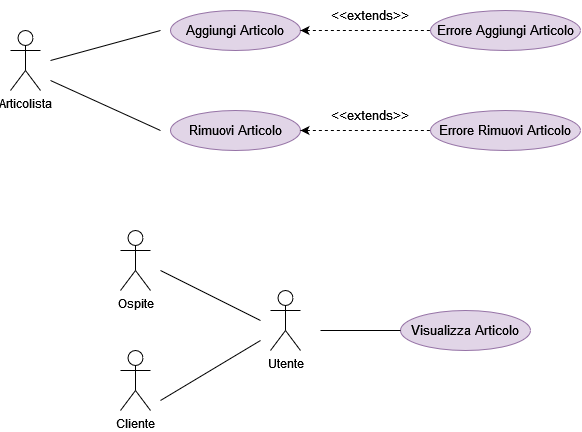 <<extends>>
Aggiungi Articolo
Errore Aggiungi Articolo
Articolista
<<extends>>
Rimuovi Articolo
Errore Rimuovi Articolo
Ospite
Visualizza Articolo
Utente
Cliente